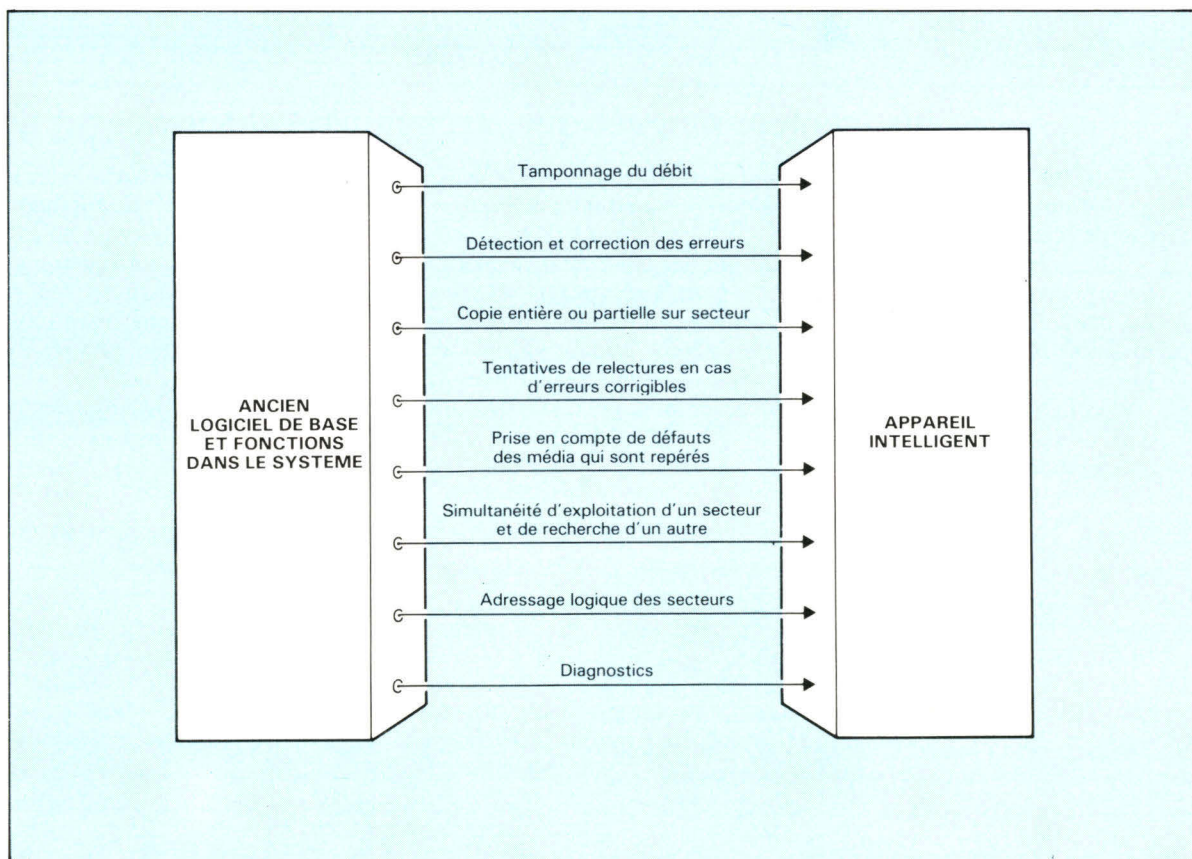 Tamponnage du débit
Détection et correction des erreurs
Copie entière ou partielle sur secteur
Tentatives de relectures en cas
d'erreurs corrigibles
ANCIEN
LOGICIEL DE BASE
ET FONCTIONS
DANS LE SYSTEME
Prise en compte de défauts
des média qui sont repérés
APPAREIL
INTELLIGENT
Simultanéité d'exploitation d'un secteur
et de recherche d'un autre
Adressage logique des secteurs
Diagnostics